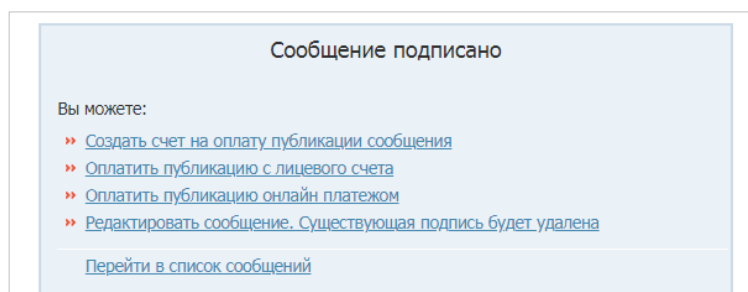 Сообщение подписано
Вы можете:
» Создать счет на оплату публикации сообщения
» Оплатить публикацию с лицевого счета
» Оплатить публикацию онлайн платежом
» Редактировать сообщение. Существующая подпись будет удалена
Перейти в список сообщений